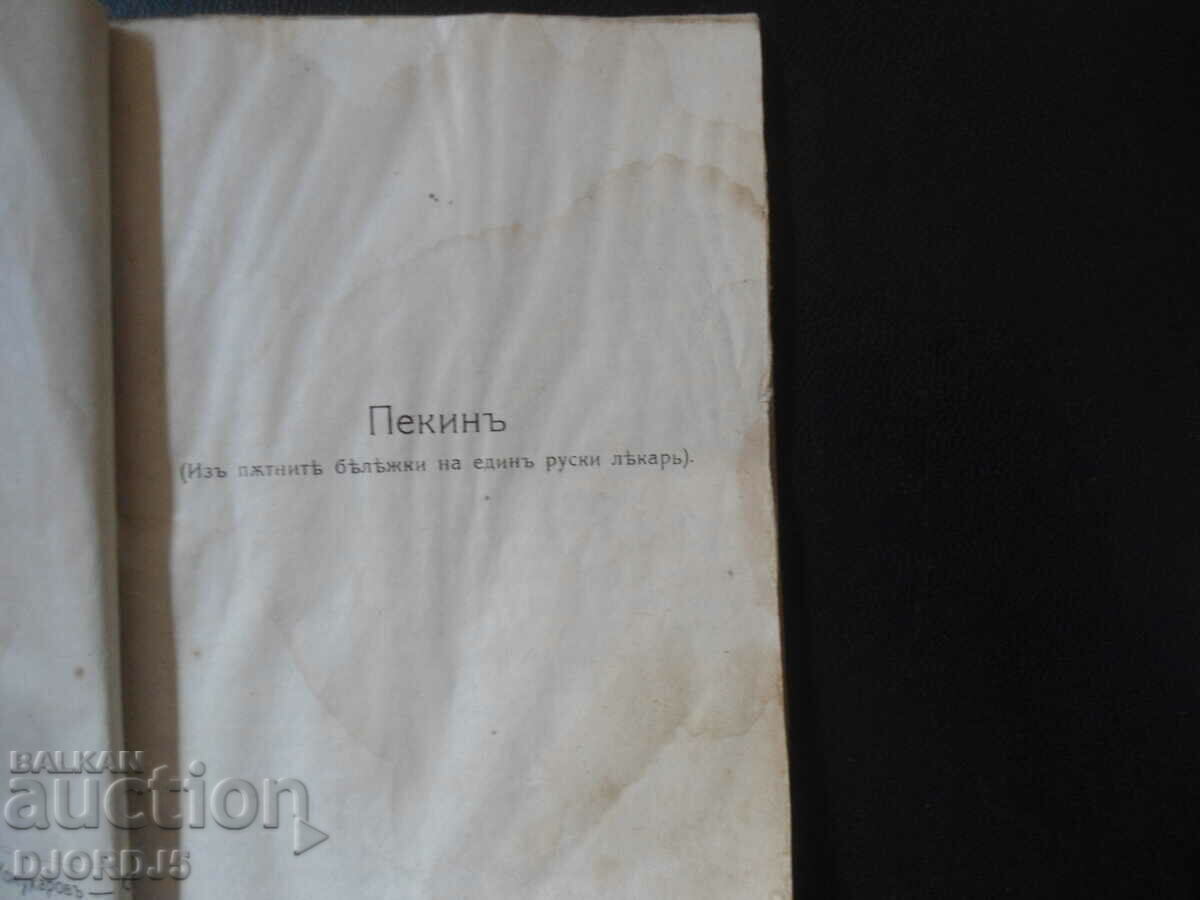 Пекинъ
(Изъ пѫтнитѣ бѣлѣжки на единъ руски лѣкарь).
BALKAN
auction
DJORDJ5